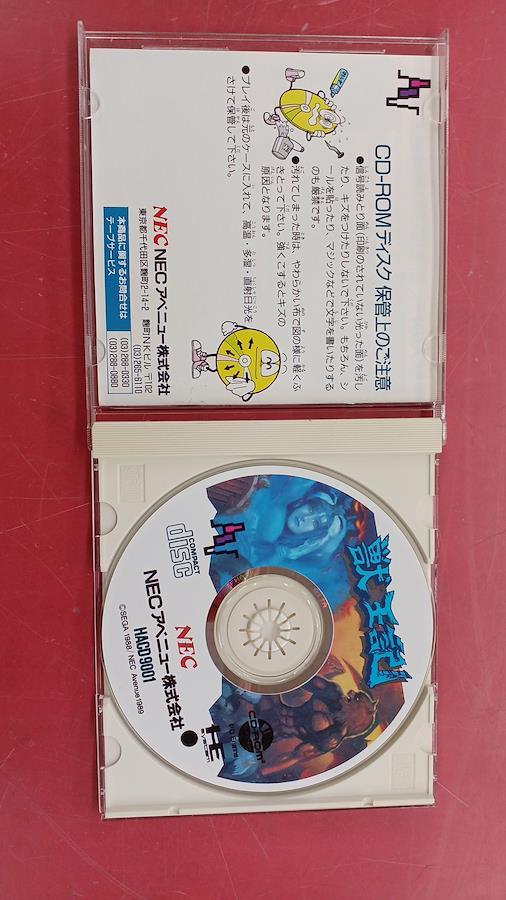 CD-ROMディスク 保管上のご注意
●信号読みとり面(印刷のされていない光った面)を汚し
たり、キズをつけたりしないで下さい。もちろん、シ
ールを貼ったり、マジックなどで文字を書いたりする
のも厳禁です。
●汚れてしまった時は、やわらかい布で図の様に軽くふ
きとって下さい。強くこするとキズの
原因となります。
●プレイ後は元のケースに入れて、高温・多湿・直射日光を
さけて保管して下さい。
NEC NECアベニュー株式会社
東京都千代田区麹町2-14-2 麹町NKビル 〒102
(03)265-6110
本商品に関するお問合せは (03)288-0330
テープサービス (03)288-0880
獣王記
COMPACT
disc
NEC
NECアベニュー株式会社
HACD9001
©SEGA 1988/ NEC Avenue1989
PC Engine
CD-ROM
HE
system